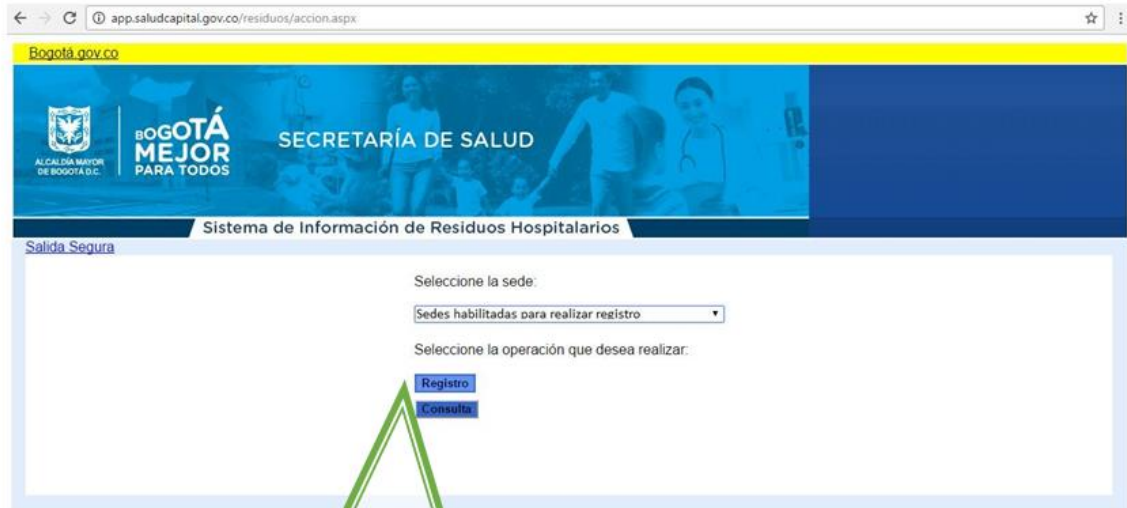 app.saludcapital.gov.co/residuos/accion.aspx
Bogotá.gov.co
ALCALDÍA MAYOR
DE BOGOTÁ D.C.
BOGOTÁ
MEJOR
PARA TODOS
SECRETARÍA DE SALUD
Sistema de Información de Residuos Hospitalarios
Salida Segura
Seleccione la sede:
Sedes habilitadas para realizar registro
Seleccione la operación que desea realizar:
Registro
Consulta